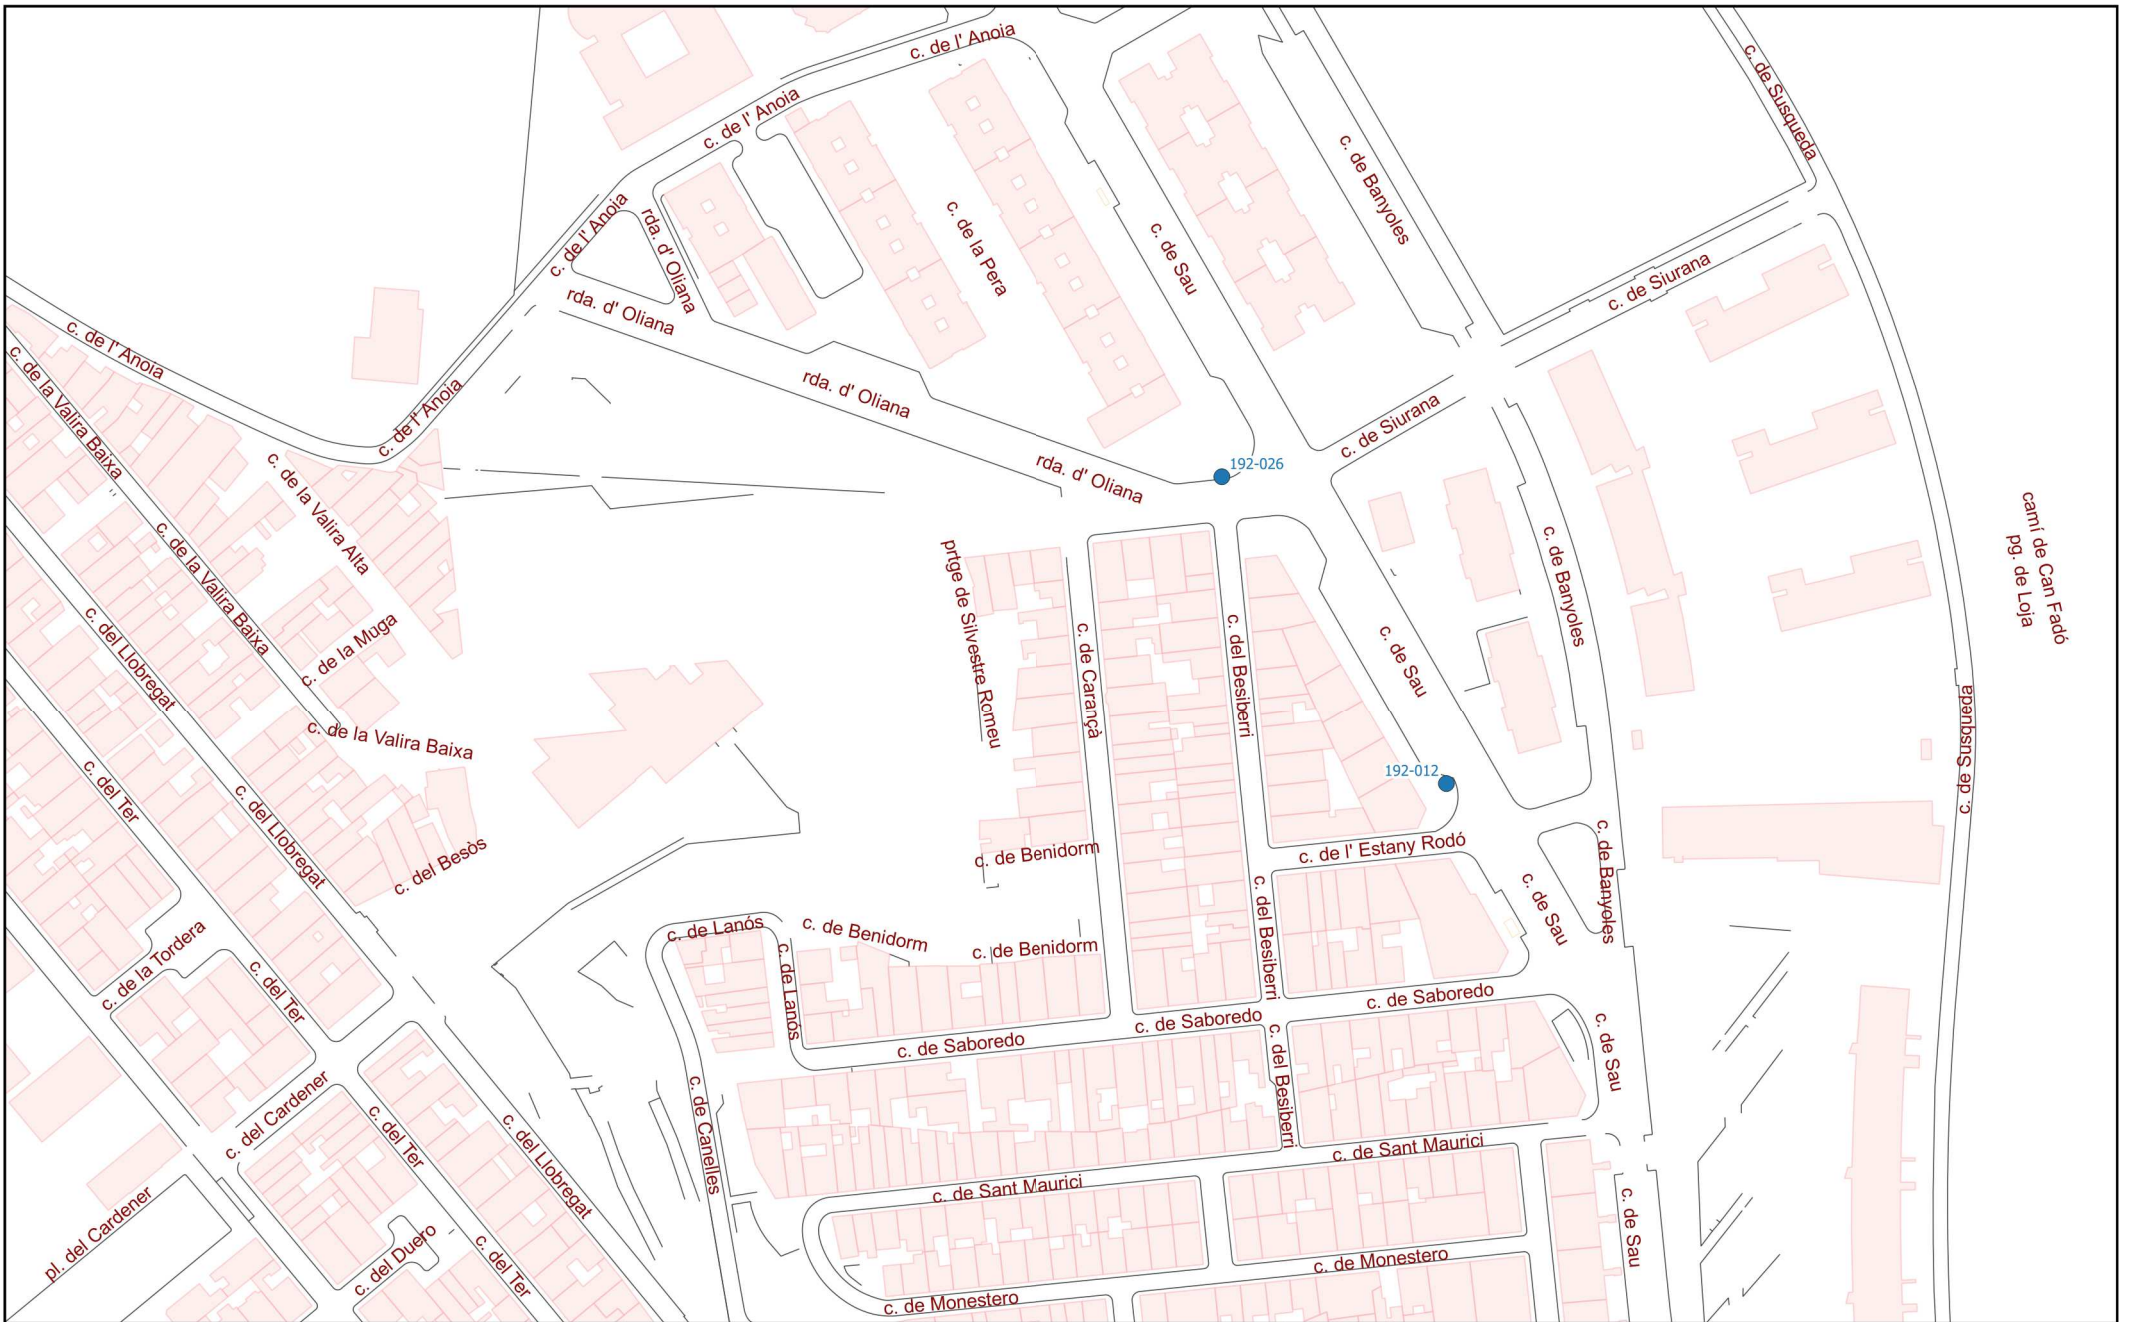 c. de l' Anoia
c. de Susqueda
c. de l' Anoia
c. de Banyoles
c. de l' Anoia
rda. d' Oliana
c. de la Pera
c. de Sau
c. de Siurana
rda. d' Oliana
c. de l' Anoia
c. de la Valira Baixa
c. de l' Anoia
rda. d' Oliana
c. de Siurana
192-026
rda. d' Oliana
c. de la Valira Alta
camí de Can Fadó
pg. de Loja
c. de la Valira Baixa
prtge de Silvestre Romeu
c. de Banyoles
c. del Llobregat
c. de la Muga
c. de Carançà
c. del Besiberri
c. de Sau
c. de Susqueda
c. de la Valira Baixa
192-012
c. del Ter
c. del Llobregat
c. del Besòs
c. de Benidorm
c. de l' Estany Rodó
c. de Banyoles
c. de Lanós
c. de Benidorm
c. de Benidorm
c. del Besiberri
c. de Sau
c. de la Tordera
c. del Ter
c. de Lanós
c. de Saboredo
c. de Saboredo
c. de Saboredo
c. de Sau
c. del Besiberri
c. del Cardener
c. del Ter
c. del Llobregat
c. de Canelles
c. de Sant Maurici
c. de Sant Maurici
c. de Sau
pl. del Cardener
c. del Duero
c. del Ter
c. de Monestero
c. de Monestero